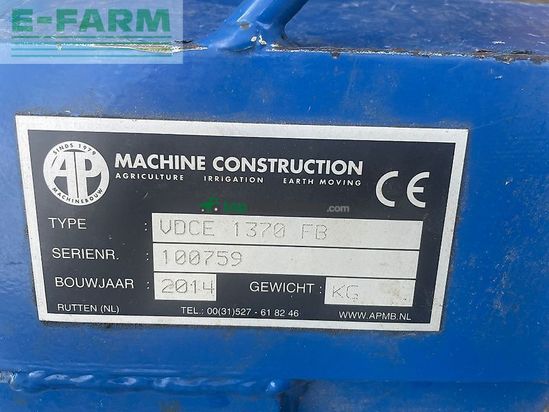 E-FARM
SINDS 1979
AP
MACHINEBOUW
MACHINE CONSTRUCTION
AGRICULTURE IRRIGATION EARTH MOVING
CE
.com
TYPE : VDCE 1370 FB
SERIENR. : 100759
BOUWJAAR : 2014 GEWICHT : KG
RUTTEN (NL) TEL.: 00(31)527 - 61 82 46 WWW.APMB.NL